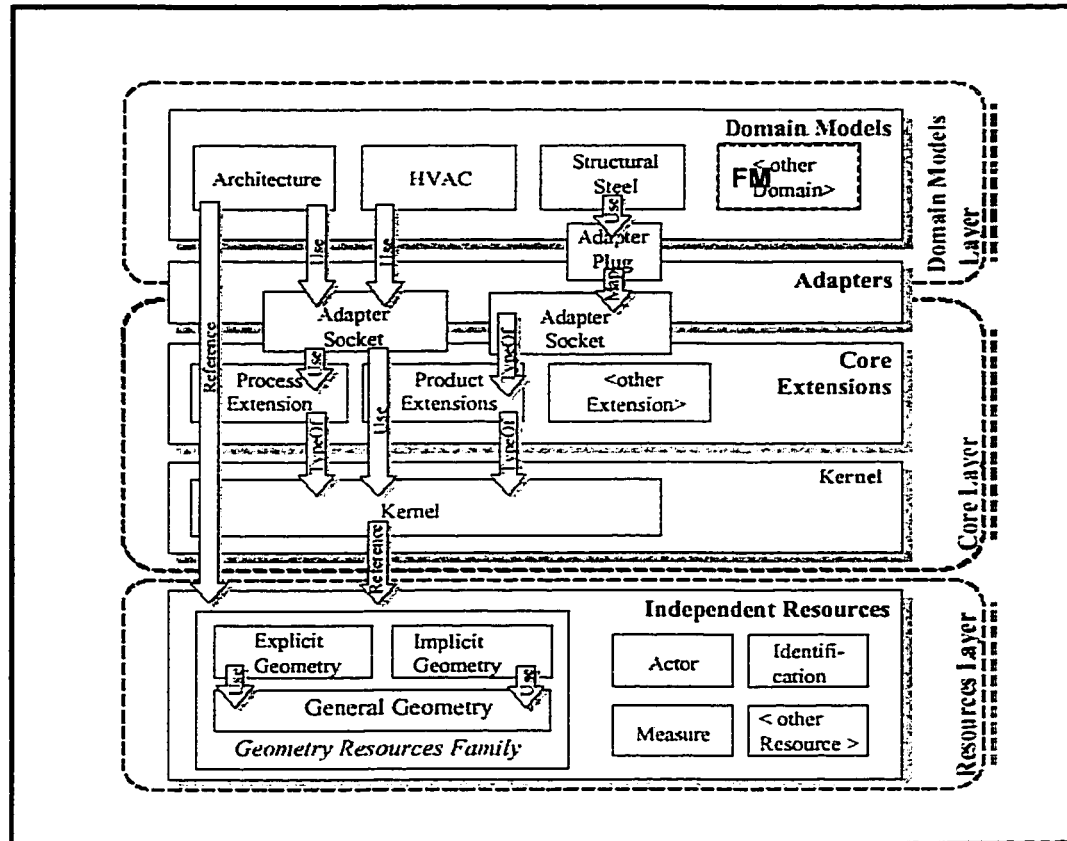 Domain Models
Architecture
HVAC
Structural
Steel
FM
< other
Domain>
Domain Models
Layer
Use
Use
Use
Adapter
Plug
Map
Adapters
Adapter
Socket
Adapter
Socket
Reference
Use
Use
TypeOf
Core
Extensions
Process
Extension
Product
Extensions
<other
Extension>
TypeOf
TypeOf
Kernel
Kernel
Core Layer
Reference
Independent Resources
Explicit
Geometry
Implicit
Geometry
Use
Use
General Geometry
Geometry Resources Family
Actor
Identifi-
cation
Measure
< other
Resource >
Resources Layer